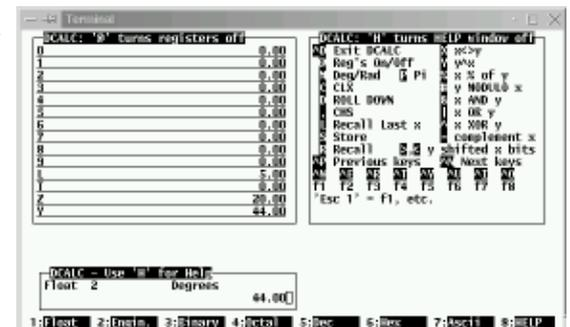 Terminal
DCALC: '@' turns registers off
0 0.00
1 0.00
2 0.00
3 0.00
4 0.00
5 0.00
6 0.00
7 0.00
8 0.00
9 0.00
L 5.00
T 0.00
Z 20.00
Y 44.00
DCALC: 'H' turns HELP window off
Exit DCALC x<>y
Reg's On/Off y^x
Deg/Rad Pi x % of y
CLX y MODULO x
ROLL DOWN x AND y
CHS x OR y
Recall Last x x XOR y
Store complement x
Recall y shifted x bits
Previous keys Next keys
f1 f2 f3 f4 f5 f6 f7 f8
'Esc 1' = f1, etc.
DCALC - Use 'H' for Help
Float 2 Degrees
44.00
1:Float 2:Engin. 3:Binary 4:Octal 5:Dec 6:Hex 7:Ascii 8:HELP